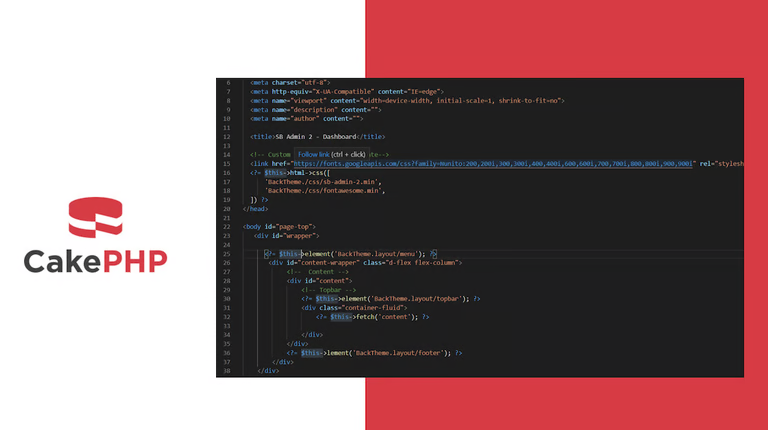 CakePHP
6 <meta charset="utf-8">
7 <meta http-equiv="X-UA-Compatible" content="IE=edge">
8 <meta name="viewport" content="width=device-width, initial-scale=1, shrink-to-fit=no">
9 <meta name="description" content="">
10 <meta name="author" content="">
11
12 <title>SB Admin 2 - Dashboard</title>
13
14 <!-- Custom Follow link (ctrl + click) te-->
15 <link href="https://fonts.googleapis.com/css?family=Nunito:200,200i,300,300i,400,400i,600,600i,700,700i,800,800i,900,900i" rel="stylesh
16 <?= $this->html->css([
17 'BackTheme./css/sb-admin-2.min',
18 'BackTheme./css/fontawesome.min',
19 ]) ?>
20 </head>
21
22 <body id="page-top">
23 <div id="wrapper">
24
25 <?= $this->element('BackTheme.layout/menu'); ?>
26 <div id="content-wrapper" class="d-flex flex-column">
27 <!-- Content -->
28 <div id="content">
29 <!-- Topbar -->
30 <?= $this->element('BackTheme.layout/topbar'); ?>
31 <div class="container-fluid">
32 <?= $this->fetch('content'); ?>
33
34 </div>
35 </div>
36 <?= $this->lement('BackTheme.layout/footer'); ?>
37 </div>
38 </div>